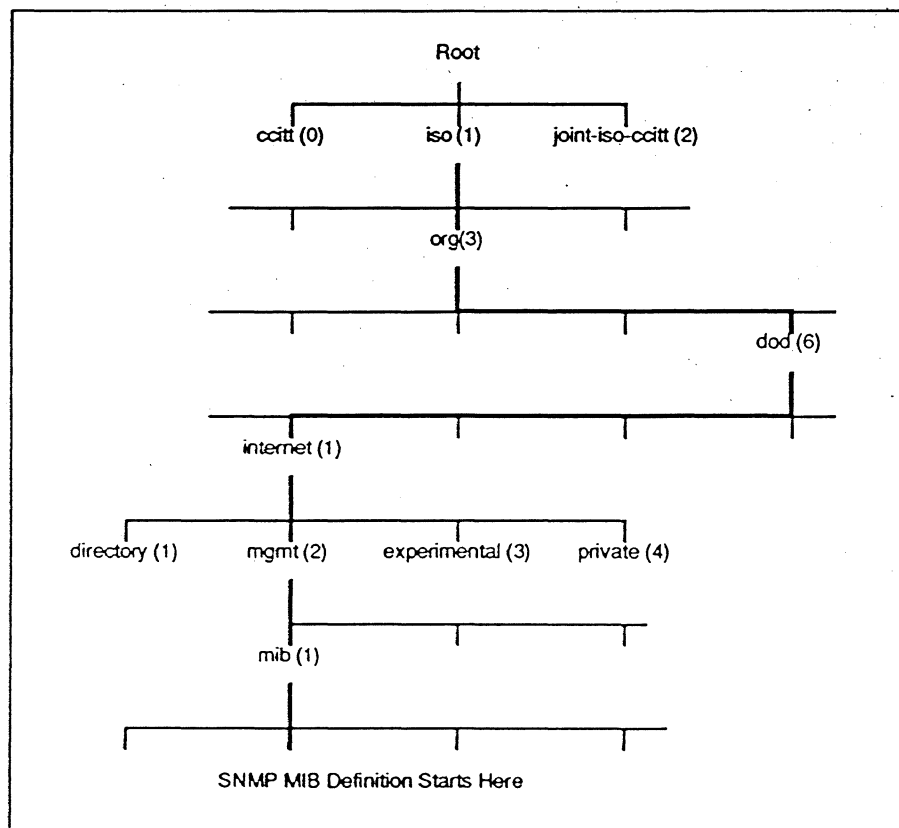 Root
ccitt (0) iso (1) joint-iso-ccitt (2)
org(3)
dod (6)
internet (1)
directory (1) mgmt (2) experimental (3) private (4)
mib (1)
SNMP MIB Definition Starts Here